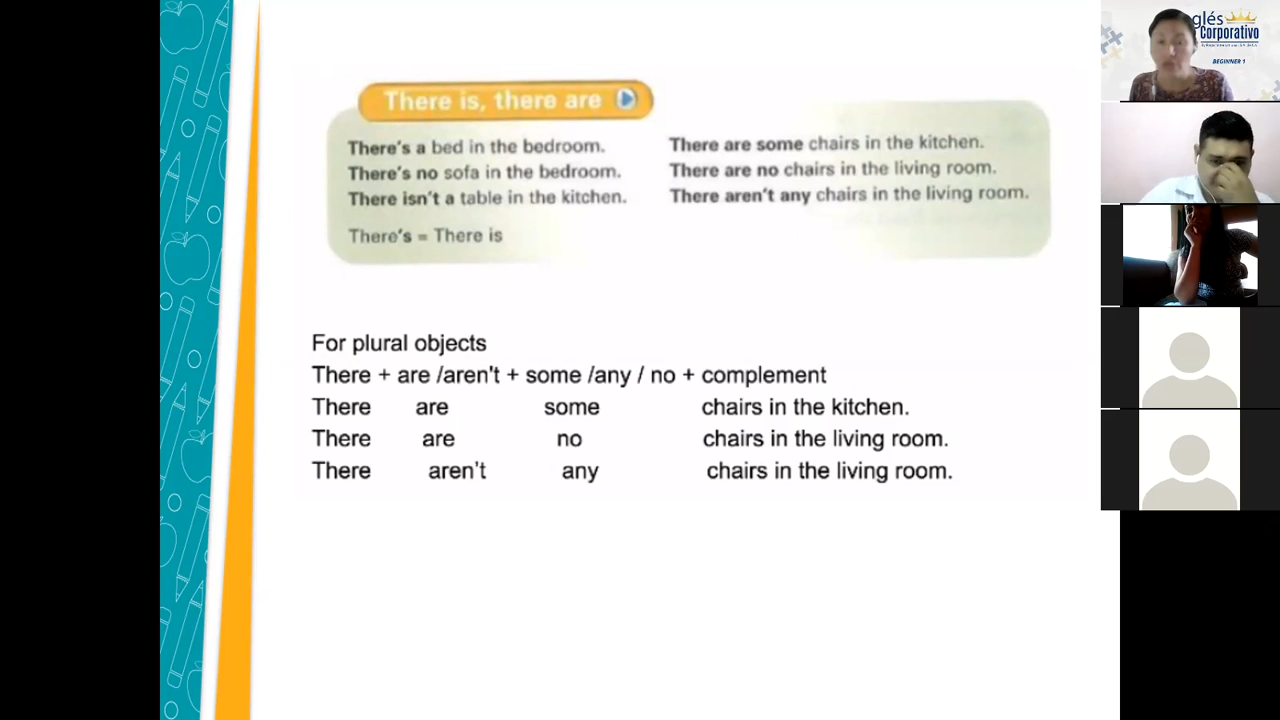 There is, there are
There's a bed in the bedroom.
There's no sofa in the bedroom.
There isn't a table in the kitchen.
There's = There is
There are some chairs in the kitchen.
There are no chairs in the living room.
There aren't any chairs in the living room.
For plural objects
There + are /aren't + some /any / no + complement
There are some chairs in the kitchen.
There are no chairs in the living room.
There aren't any chairs in the living room.
glés
Corporativo
BEGINNER 1